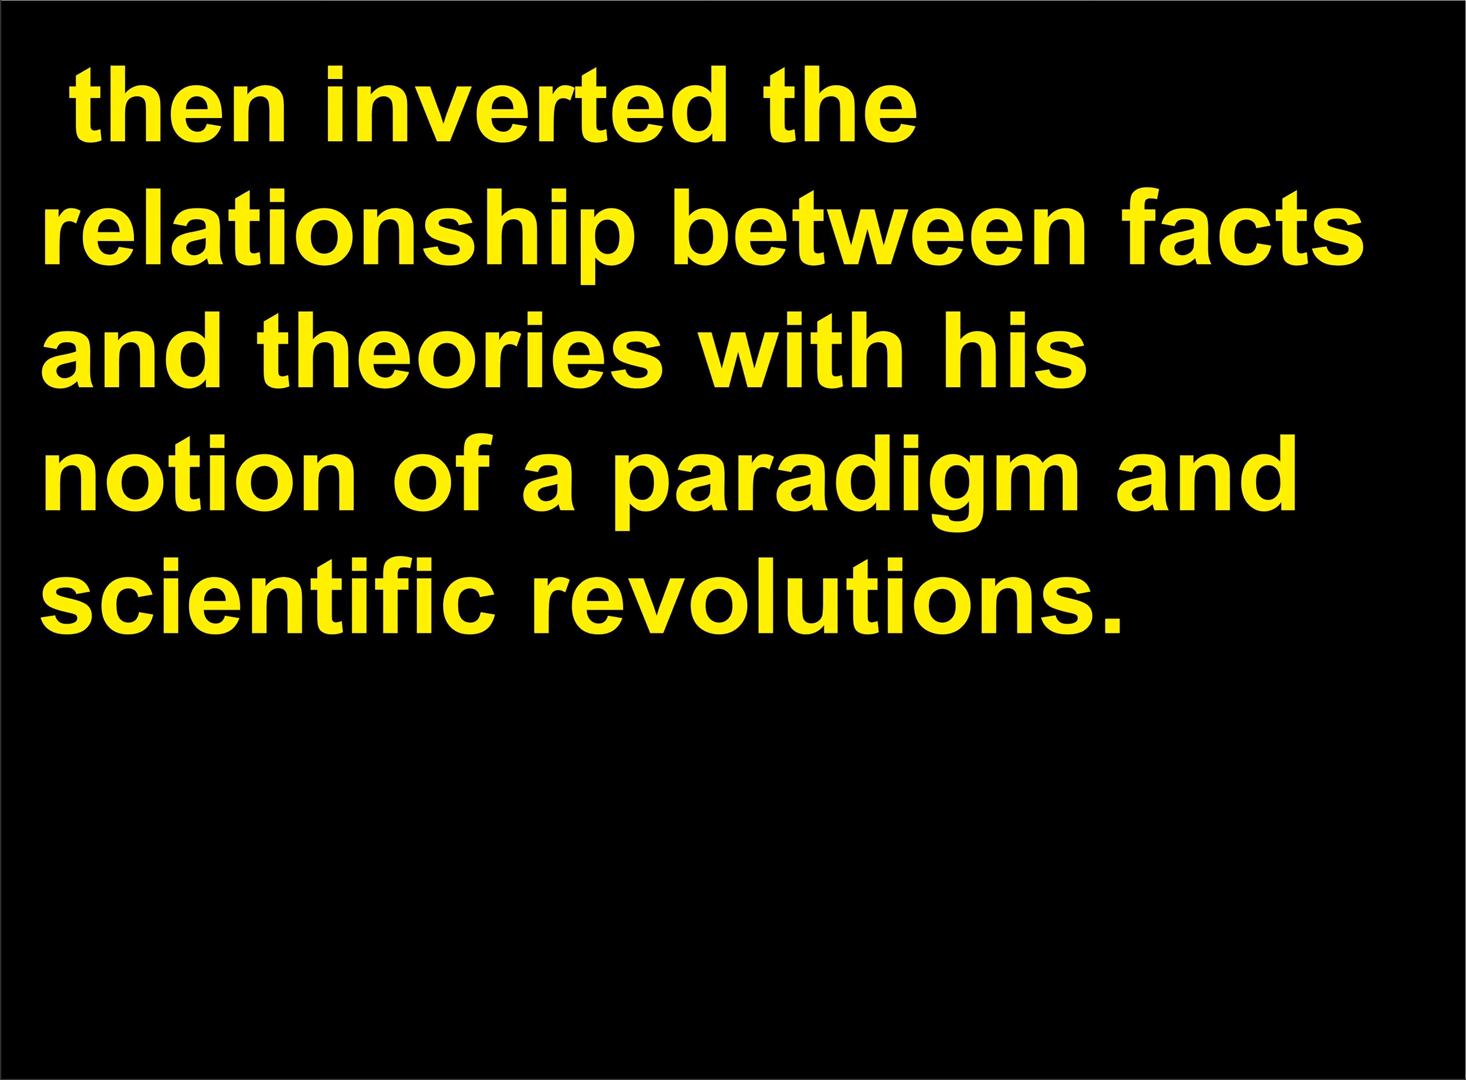 then inverted the
relationship between facts
and theories with his
notion of a paradigm and
scientific revolutions.